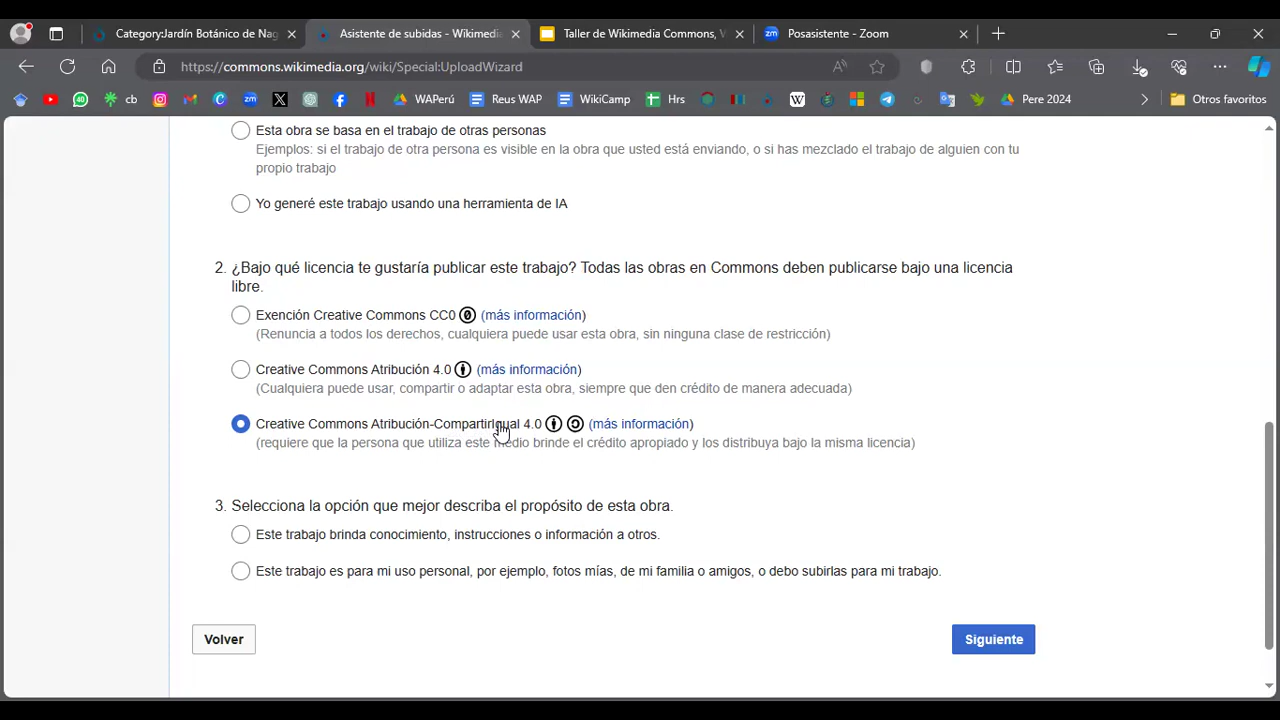 CategoryJardín Botánico de Nag
Asistente de subidas - Wikimedi
Taller de Wikimedia Commons, W
Posasistente - Zoom
https://commons.wikimedia.org/wiki/Special:UploadWizard
cb
WAPerú
Reus WAP
WikiCamp
Hrs
Pere 2024
Otros favoritos
Esta obra se basa en el trabajo de otras personas
Ejemplos: si el trabajo de otra persona es visible en la obra que usted está enviando, o si has mezclado el trabajo de alguien con tu
propio trabajo
Yo generé este trabajo usando una herramienta de IA
2. ¿Bajo qué licencia te gustaría publicar este trabajo? Todas las obras en Commons deben publicarse bajo una licencia
libre.
Exención Creative Commons CC0 (más información)
(Renuncia a todos los derechos, cualquiera puede usar esta obra, sin ninguna clase de restricción)
Creative Commons Atribución 4.0 (más información)
(Cualquiera puede usar, compartir o adaptar esta obra, siempre que den crédito de manera adecuada)
Creative Commons Atribución-CompartirIgual 4.0 (más información)
(requiere que la persona que utiliza este medio brinde el crédito apropiado y los distribuya bajo la misma licencia)
3. Selecciona la opción que mejor describa el propósito de esta obra.
Este trabajo brinda conocimiento, instrucciones o información a otros.
Este trabajo es para mi uso personal, por ejemplo, fotos mías, de mi familia o amigos, o debo subirlas para mi trabajo.
Volver
Siguiente